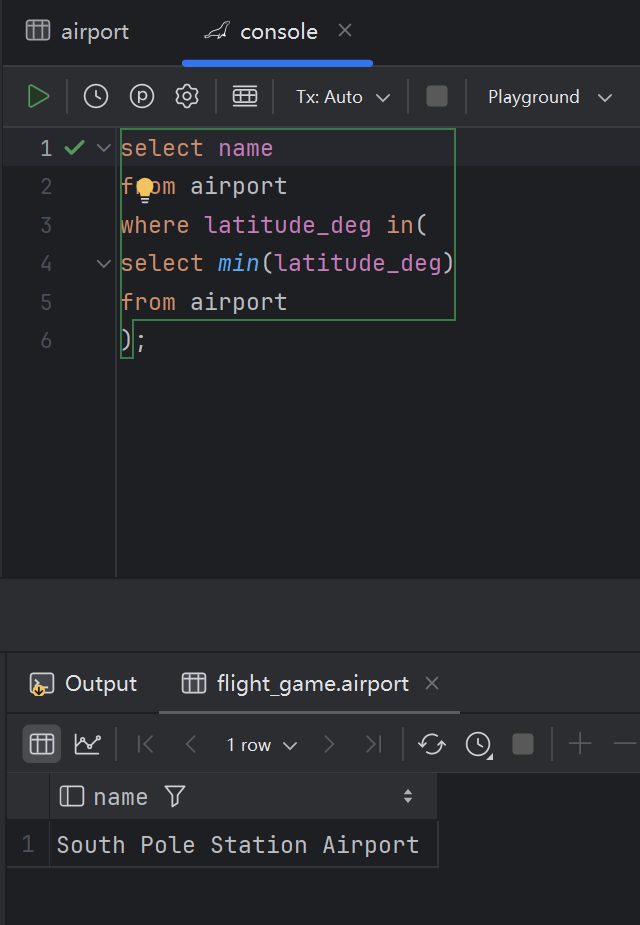 airport console
Tx: Auto Playground
1 select name
2 from airport
3 where latitude_deg in(
4 select min(latitude_deg)
5 from airport
6 );
Output flight_game.airport
1 row
name
1 South Pole Station Airport